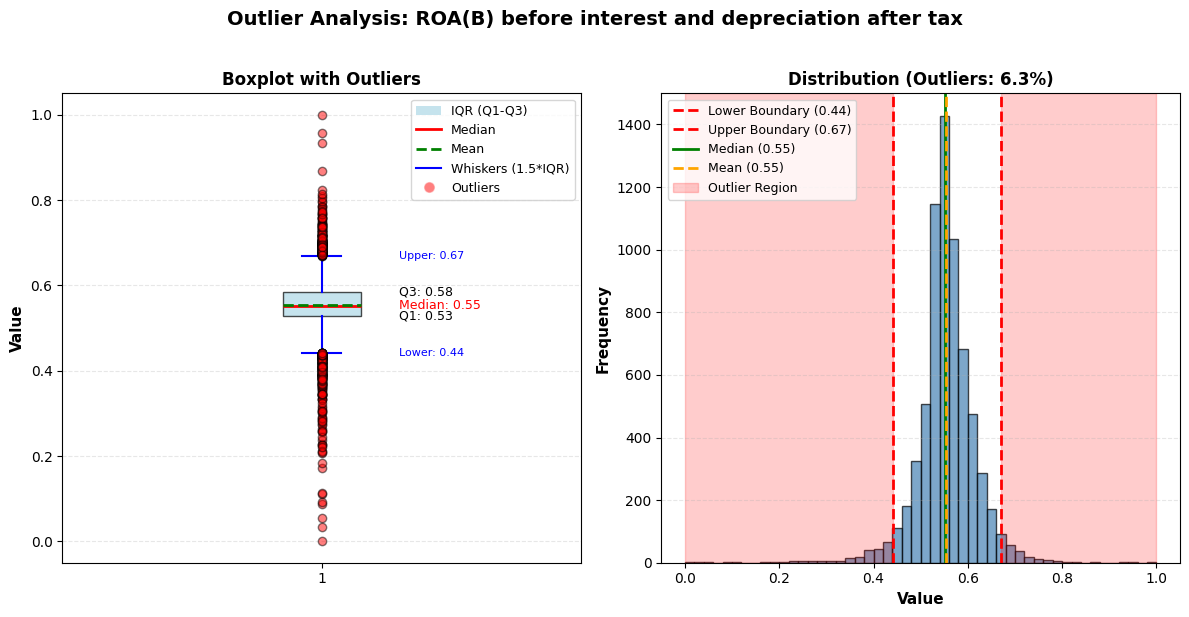 Outlier Analysis: ROA(B) before interest and depreciation after tax
Boxplot with Outliers
Value
1.0
0.8
0.6
0.4
0.2
0.0
1
IQR (Q1-Q3)
Median
Mean
Whiskers (1.5*IQR)
Outliers
Upper: 0.67
Q3: 0.58
Median: 0.55
Q1: 0.53
Lower: 0.44
Distribution (Outliers: 6.3%)
Frequency
1400
1200
1000
800
600
400
200
0
Lower Boundary (0.44)
Upper Boundary (0.67)
Median (0.55)
Mean (0.55)
Outlier Region
0.0 0.2 0.4 0.6 0.8 1.0
Value